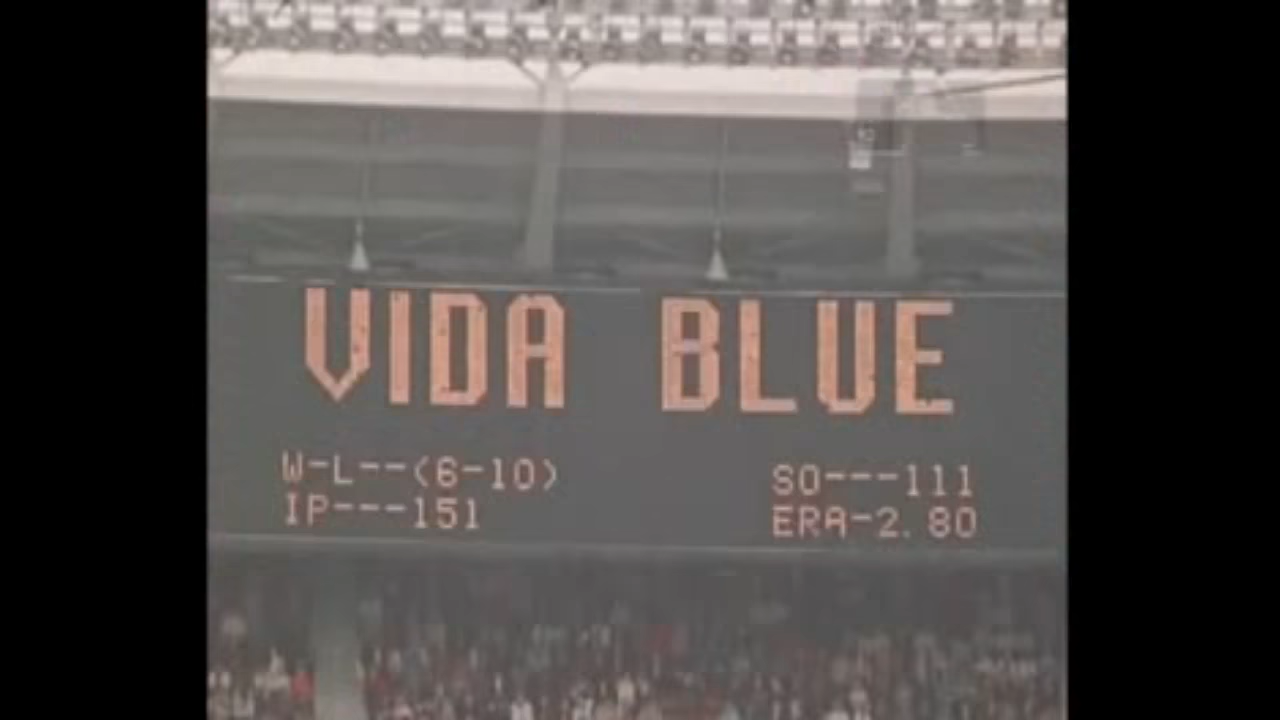 VIDA BLUE
W-L--(6-10)
IP---151
SO---111
ERA-2.80